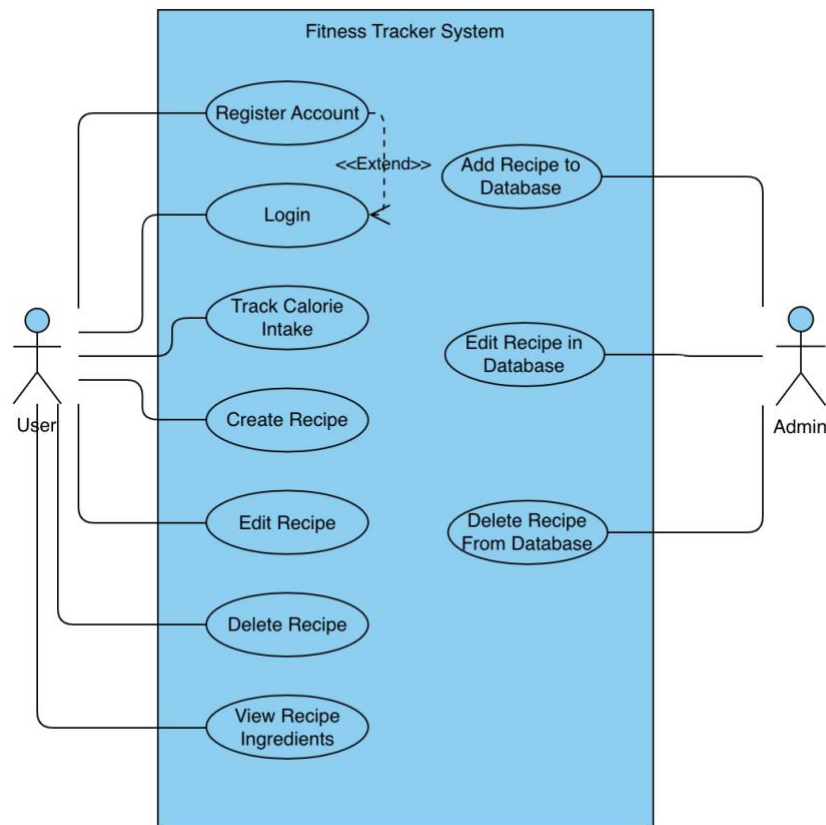 Fitness Tracker System
Register Account
<<Extend>>
Add Recipe to
Database
Login
Track Calorie
Intake
Edit Recipe in
Database
Create Recipe
User
Admin
Edit Recipe
Delete Recipe
From Database
Delete Recipe
View Recipe
Ingredients